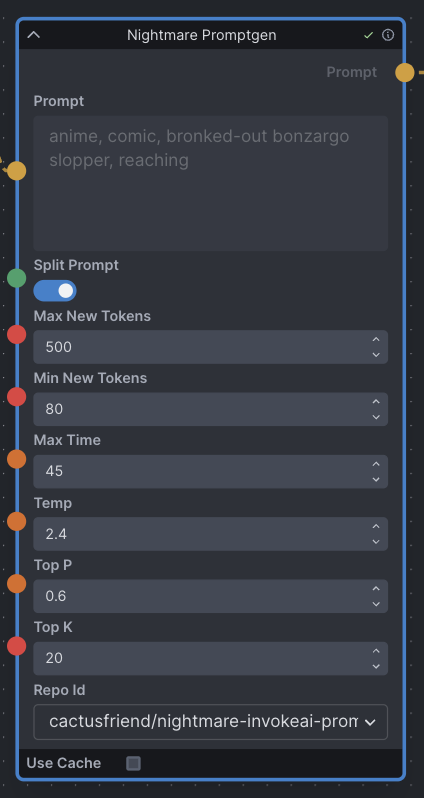 Nightmare Promptgen
Prompt
Prompt
anime, comic, bronked-out bonzargo
slopper, reaching
Split Prompt
Max New Tokens
500
Min New Tokens
80
Max Time
45
Temp
2.4
Top P
0.6
Top K
20
Repo Id
cactusfriend/nightmare-invokeai-prom
Use Cache